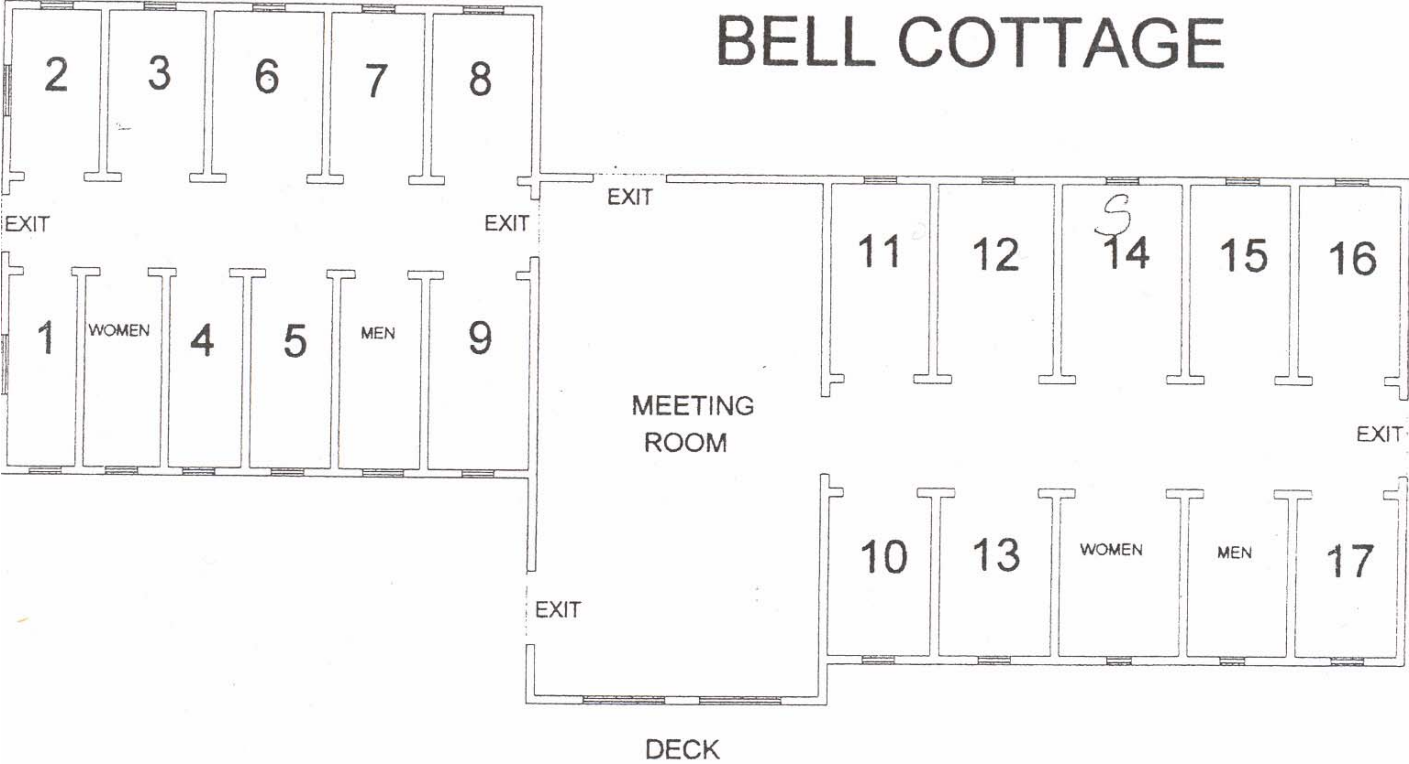 BELL COTTAGE
2 3 6 7 8
EXIT EXIT
1 WOMEN 4 5 MEN 9
EXIT
MEETING
ROOM
EXIT
S
11 12 14 15 16
EXIT
10 13 WOMEN MEN 17
DECK